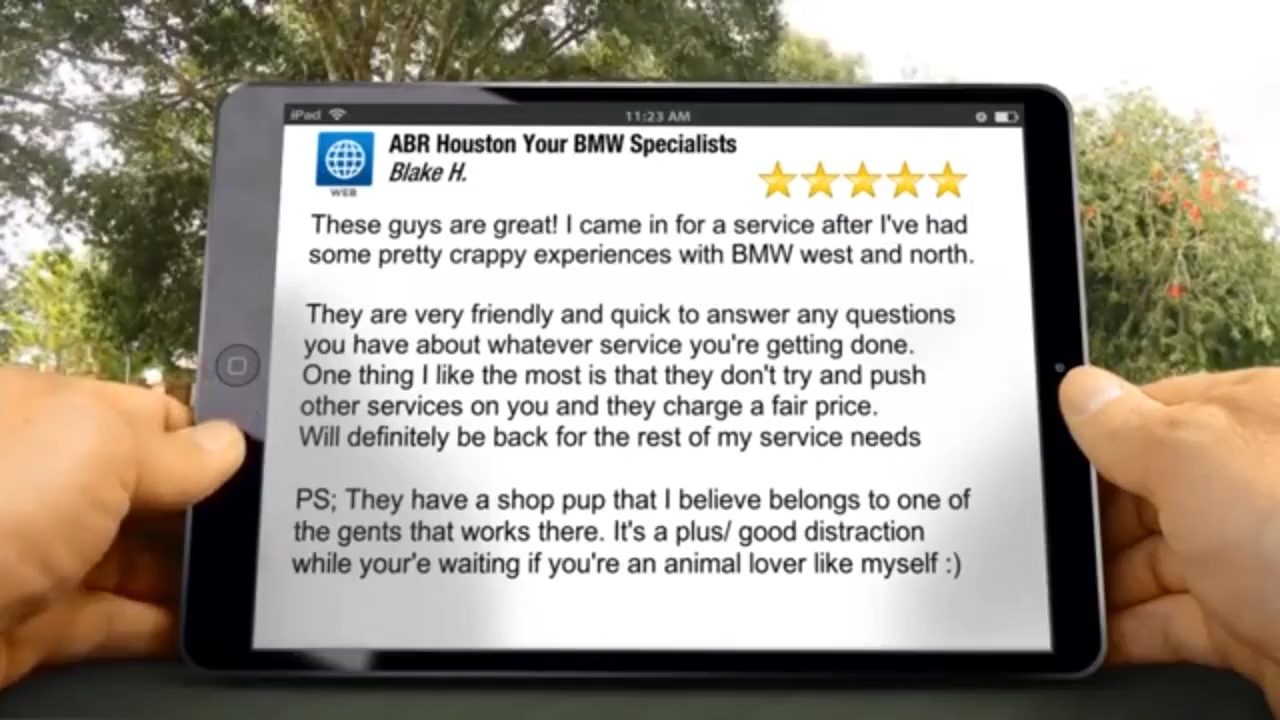 iPad 11:23 AM
ABR Houston Your BMW Specialists
Blake H.
WEB
These guys are great! I came in for a service after I've had
some pretty crappy experiences with BMW west and north.
They are very friendly and quick to answer any questions
you have about whatever service you're getting done.
One thing I like the most is that they don't try and push
other services on you and they charge a fair price.
Will definitely be back for the rest of my service needs
PS; They have a shop pup that I believe belongs to one of
the gents that works there. It's a plus/ good distraction
while your'e waiting if you're an animal lover like myself :)